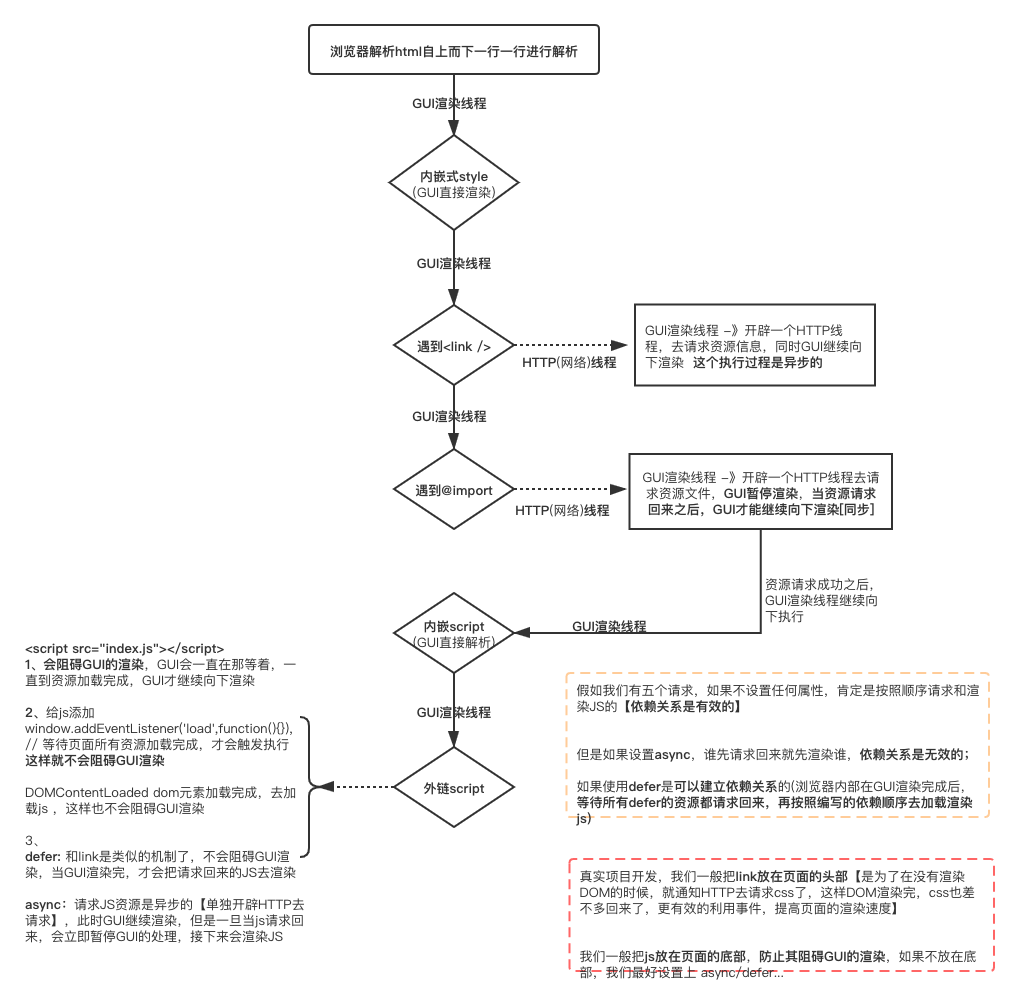 浏览器解析html自上而下一行一行进行解析
GUI渲染线程
内嵌式style
(GUI直接渲染)
GUI渲染线程
遇到<link />
HTTP(网络)线程
GUI渲染线程 –》开辟一个HTTP线
程，去请求资源信息，同时GUI继续向
下渲染 这个执行过程是异步的
GUI渲染线程
遇到@import
HTTP(网络)线程
GUI渲染线程 –》开辟一个HTTP线程去请
求资源文件，GUI暂停渲染，当资源请求
回来之后，GUI才能继续向下渲染[同步]
资源请求成功之后，
GUI渲染线程继续向
下执行
GUI渲染线程
内嵌script
(GUI直接解析)
GUI渲染线程
外链script
<script src="index.js"></script>
1、会阻碍GUI的渲染，GUI会一直在那等着，一
直到资源加载完成，GUI才继续向下渲染
2、给js添加
window.addEventListener('load',function(){}),
// 等待页面所有资源加载完成，才会触发执行
这样就不会阻碍GUI渲染
DOMContentLoaded dom元素加载完成，去加
载js ，这样也不会阻碍GUI渲染
3、
defer: 和link是类似的机制了，不会阻碍GUI渲
染，当GUI渲染完，才会把请求回来的JS去渲染
async：请求JS资源是异步的【单独开辟HTTP去
请求】，此时GUI继续渲染，但是一旦当js请求回
来，会立即暂停GUI的处理，接下来会渲染JS
假如我们有五个请求，如果不设置任何属性，肯定是按照顺序请求和渲
染JS的【依赖关系是有效的】
但是如果设置async，谁先请求回来就先渲染谁，依赖关系是无效的；
如果使用defer是可以建立依赖关系的(浏览器内部在GUI渲染完成后，
等待所有defer的资源都请求回来，再按照编写的依赖顺序去加载渲染
js)
真实项目开发，我们一般把link放在页面的头部【是为了在没有渲染
DOM的时候，就通知HTTP去请求css了，这样DOM渲染完，css也差
不多回来了，更有效的利用事件，提高页面的渲染速度】
我们一般把js放在页面的底部，防止其阻碍GUI的渲染，如果不放在底
部，我们最好设置上 async/defer...